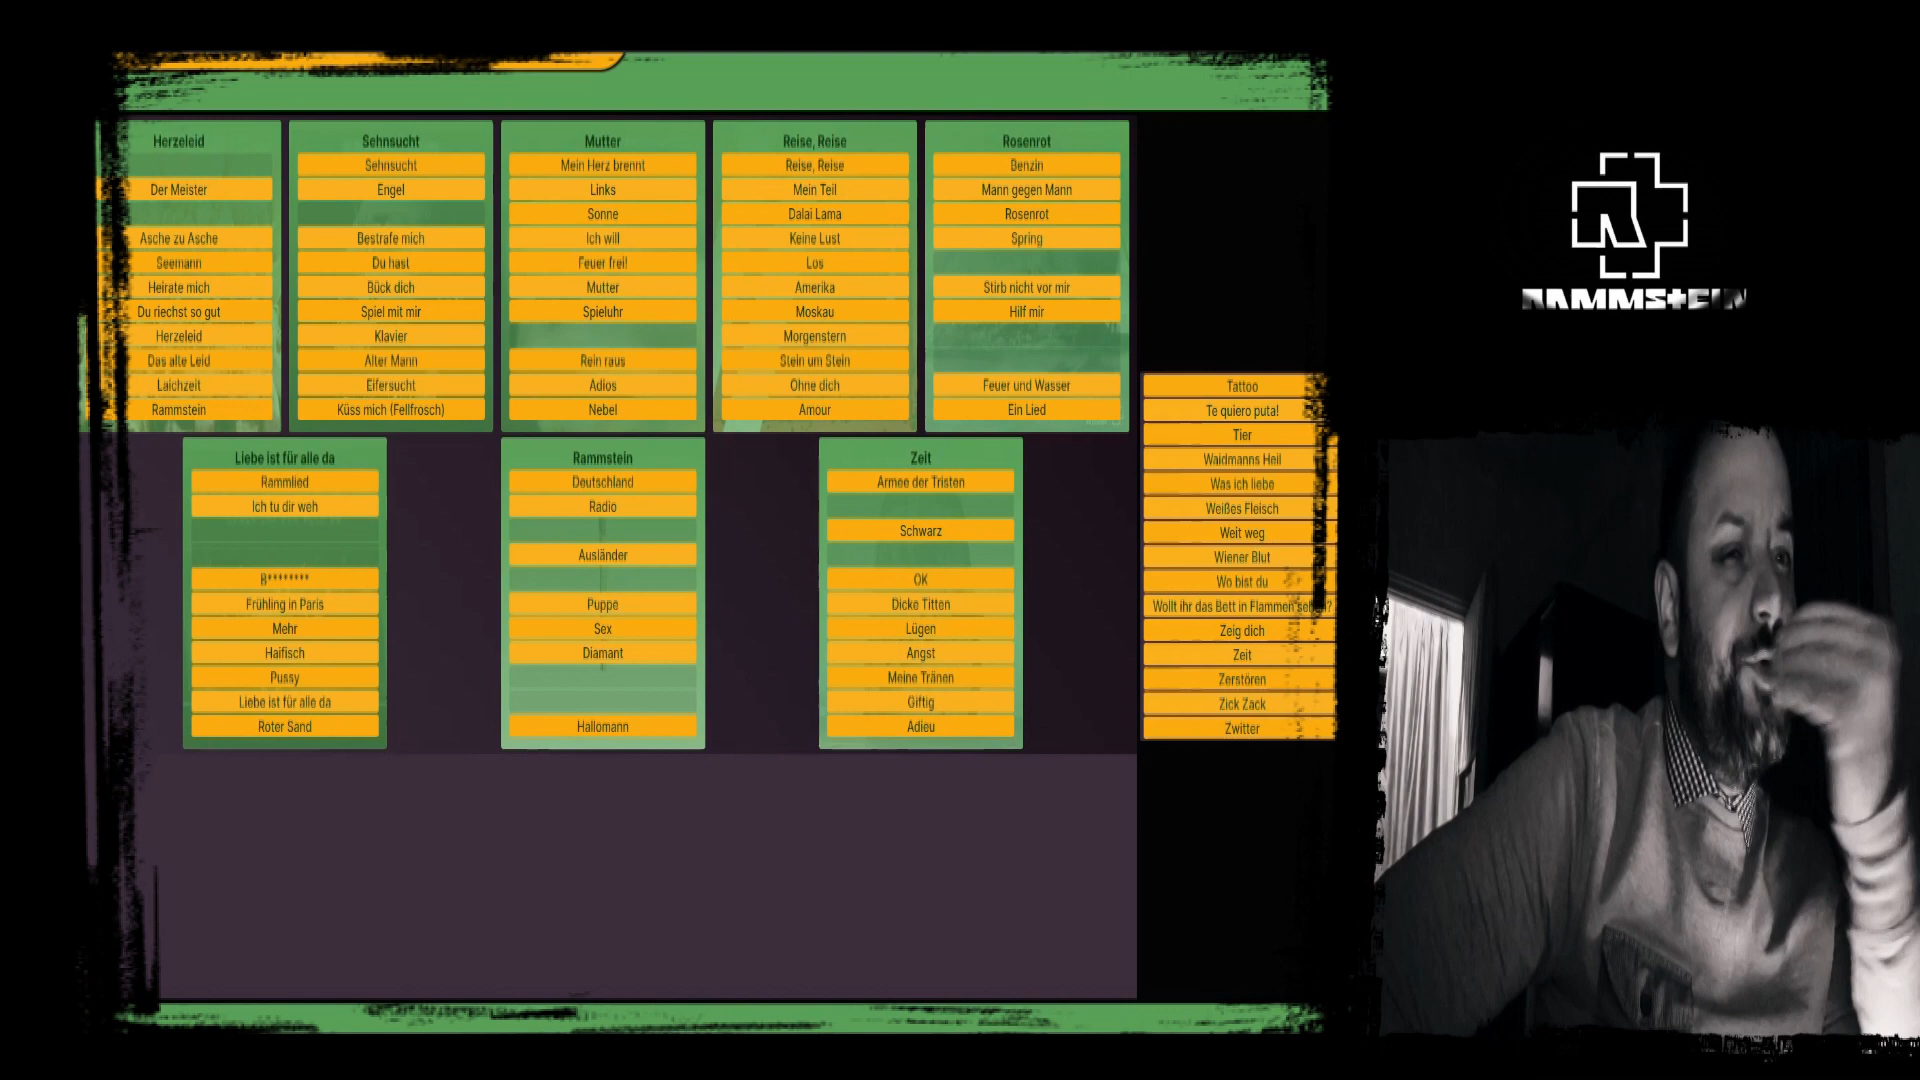 Herzeleid
Der Meister
Asche zu Asche
Seemann
Heirate mich
Du riechst so gut
Herzeleid
Das alte Leid
Laichzeit
Rammstein
Sehnsucht
Sehnsucht
Engel
Bestrafe mich
Du hast
Bück dich
Spiel mit mir
Klavier
Alter Mann
Eifersucht
Küss mich (Fellfrosch)
Mutter
Mein Herz brennt
Links
Sonne
Ich will
Feuer frei!
Mutter
Spieluhr
Rein raus
Adios
Nebel
Reise, Reise
Reise, Reise
Mein Teil
Dalai Lama
Keine Lust
Los
Amerika
Moskau
Morgenstern
Stein um Stein
Ohne dich
Amour
Rosenrot
Benzin
Mann gegen Mann
Rosenrot
Spring
Stirb nicht vor mir
Hilf mir
Feuer und Wasser
Ein Lied
Liebe ist für alle da
Rammlied
Ich tu dir weh
B********
Frühling in Paris
Mehr
Haifisch
Pussy
Liebe ist für alle da
Roter Sand
Rammstein
Deutschland
Radio
Ausländer
Puppe
Sex
Diamant
Hallomann
Zeit
Armee der Tristen
Schwarz
OK
Dicke Titten
Lügen
Angst
Meine Tränen
Giftig
Adieu
Tattoo
Te quiero puta!
Tier
Waidmanns Heil
Was ich liebe
Weißes Fleisch
Weit weg
Wiener Blut
Wo bist du
Wollt ihr das Bett in Flammen sehen?
Zeig dich
Zeit
Zerstören
Zick Zack
Zwitter
RAMMSTEIN